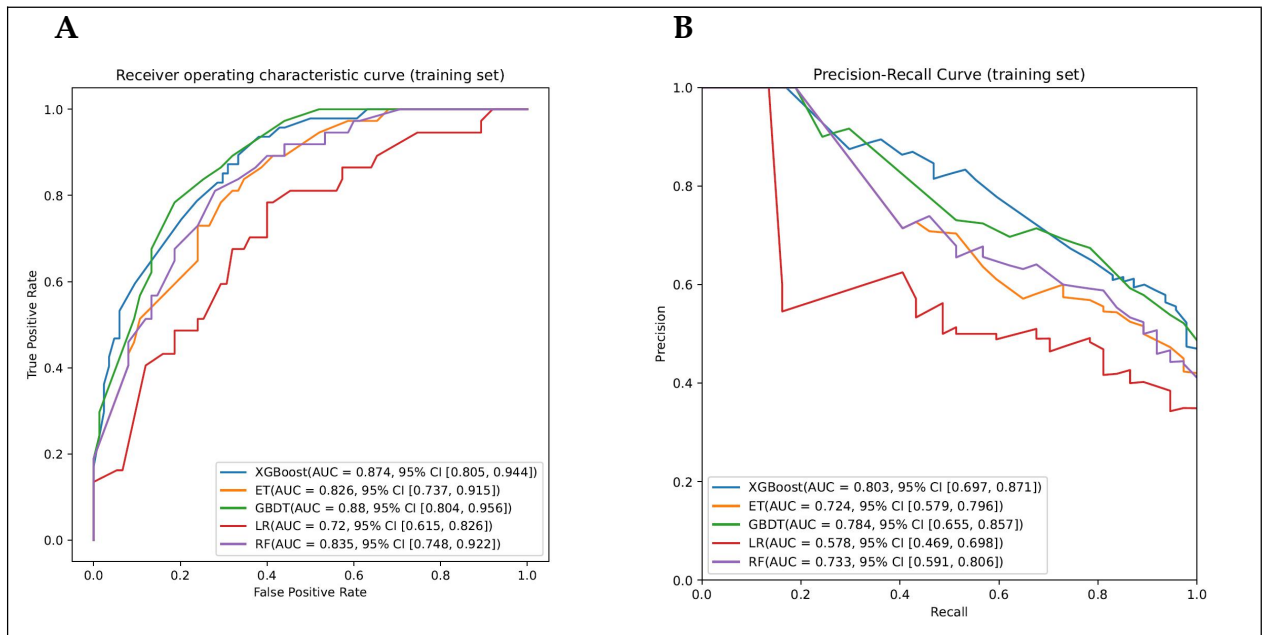 A
Receiver operating characteristic curve (training set)
1.0
0.8
0.6
0.4
0.2
0.0
True Positive Rate
XGBoost(AUC = 0.874, 95% CI [0.805, 0.944])
ET(AUC = 0.826, 95% CI [0.737, 0.915])
GBDT(AUC = 0.88, 95% CI [0.804, 0.956])
LR(AUC = 0.72, 95% CI [0.615, 0.826])
RF(AUC = 0.835, 95% CI [0.748, 0.922])
0.0 0.2 0.4 0.6 0.8 1.0
False Positive Rate
B
Precision-Recall Curve (training set)
1.0
0.8
0.6
0.4
0.2
0.0
Precision
XGBoost(AUC = 0.803, 95% CI [0.697, 0.871])
ET(AUC = 0.724, 95% CI [0.579, 0.796])
GBDT(AUC = 0.784, 95% CI [0.655, 0.857])
LR(AUC = 0.578, 95% CI [0.469, 0.698])
RF(AUC = 0.733, 95% CI [0.591, 0.806])
0.0 0.2 0.4 0.6 0.8 1.0
Recall